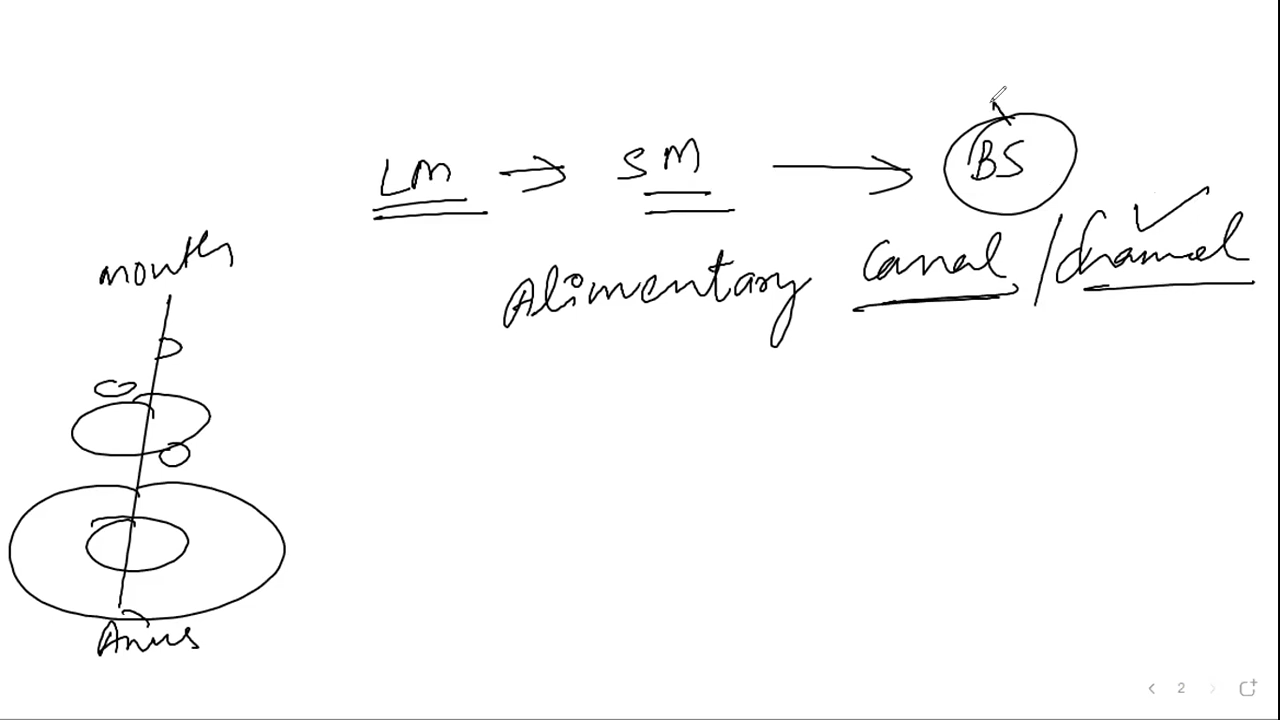 LM → SM → BS
Alimentary Canal / Channel
mouth
Anus
2